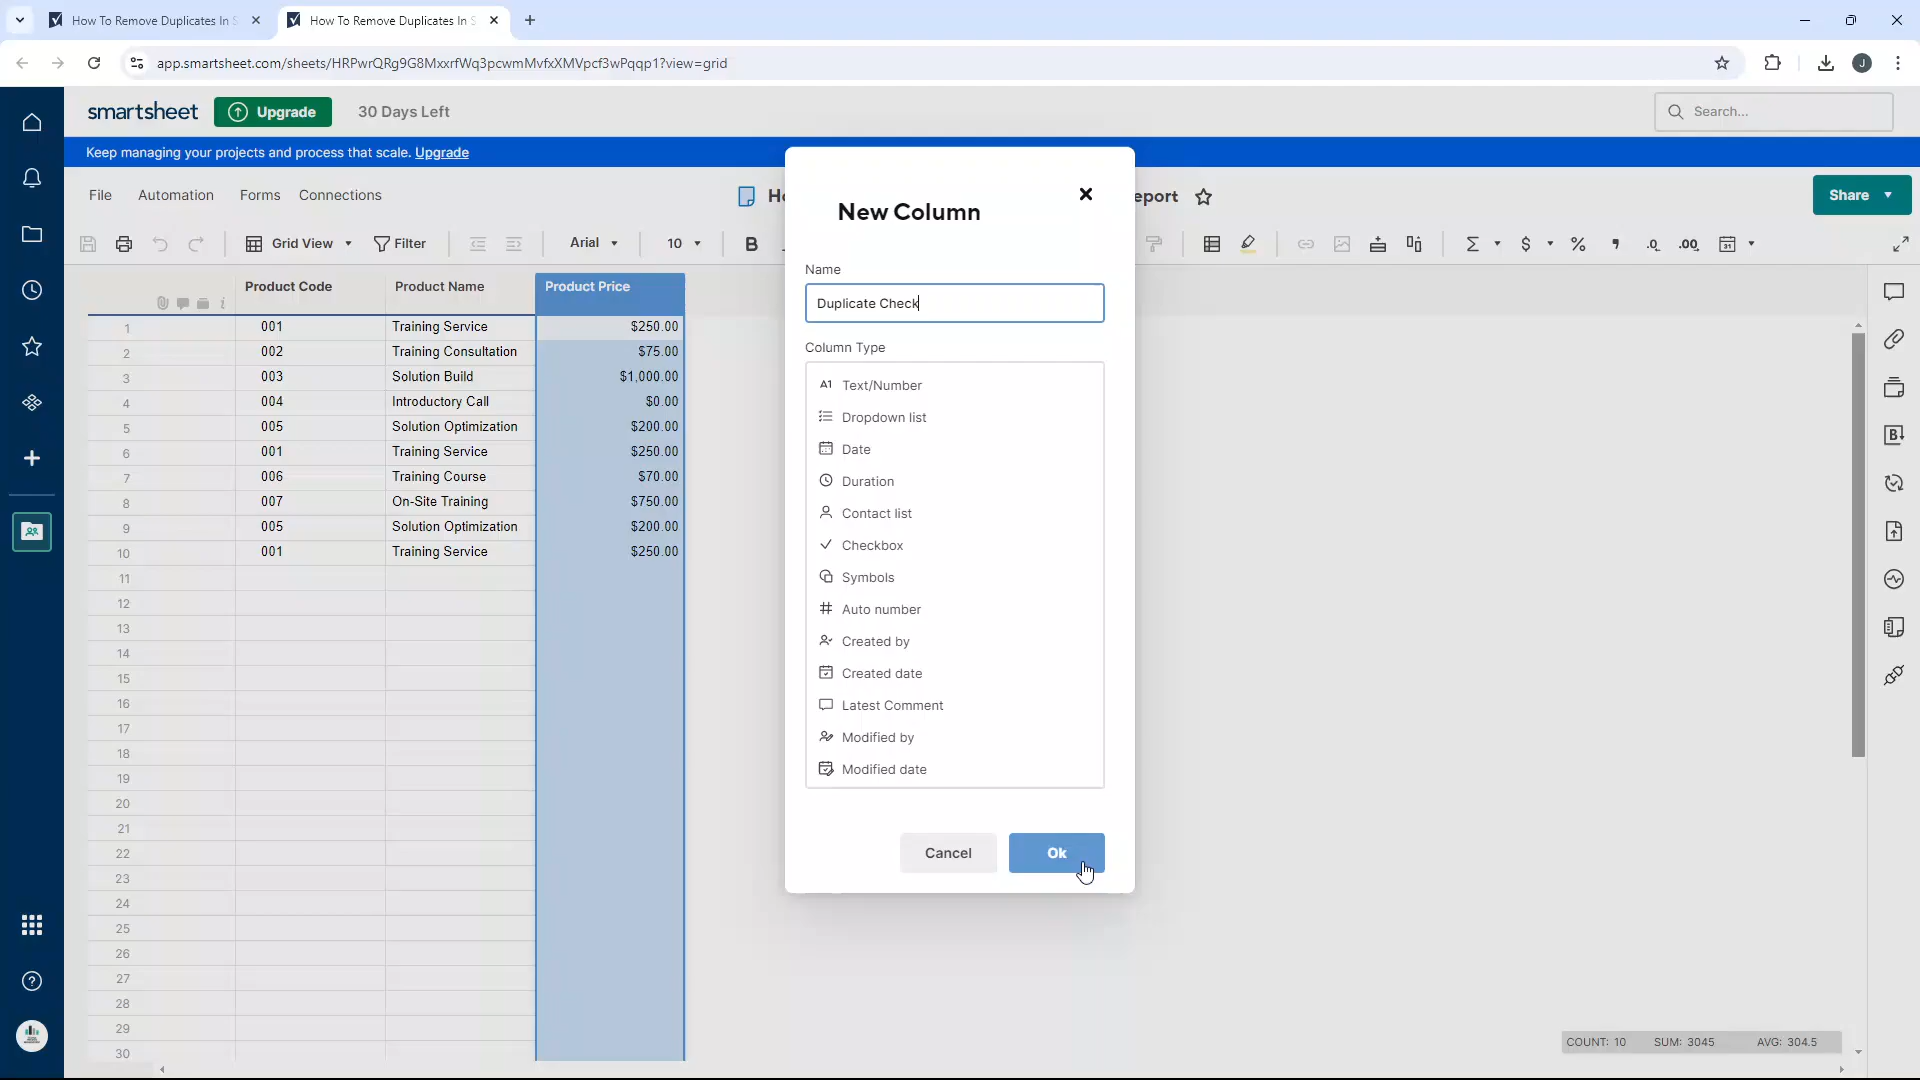 How To Remove Duplicates In S
How To Remove Duplicates In S
app.smartsheet.com/sheets/HRPwrQRg9G8MxxrfWq3pcwmMvfxXMVpcf3wPqqp1?view=grid
J
smartsheet
Upgrade
30 Days Left
Search...
Keep managing your projects and process that scale. Upgrade
File Automation Forms Connections
Ho
eport
Share
Grid View
Filter
Arial
10
B
Product Code Product Name Product Price
1 001 Training Service $250.00
2 002 Training Consultation $75.00
3 003 Solution Build $1,000.00
4 004 Introductory Call $0.00
5 005 Solution Optimization $200.00
6 001 Training Service $250.00
7 006 Training Course $70.00
8 007 On-Site Training $750.00
9 005 Solution Optimization $200.00
10 001 Training Service $250.00
11
12
13
14
15
16
17
18
19
20
21
22
23
24
25
26
27
28
29
30
New Column
Name
Duplicate Check
Column Type
Text/Number
Dropdown list
Date
Duration
Contact list
Checkbox
Symbols
Auto number
Created by
Created date
Latest Comment
Modified by
Modified date
Cancel
Ok
COUNT: 10 SUM: 3045 AVG: 304.5